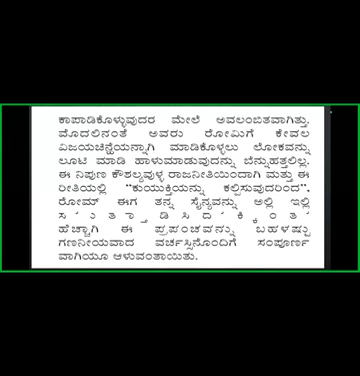 ಕಾಪಾಡಿಕೊಳ್ಳುವುದರ ಮೇಲೆ ಅವಲಂಬಿತವಾಗಿತ್ತು.
ಮೊದಲಿನಂತೆ ಅವರು ರೋಮಿಗೆ ಕೇವಲ
ವಿಜಯಚಿನ್ಹೆಯನ್ನಾಗಿ ಮಾಡಿಕೊಳ್ಳಲು ಲೋಕವನ್ನು
ಲೂಟಿ ಮಾಡಿ ಹಾಳುಮಾಡುವುದನ್ನು ಬೆನ್ನುಹತ್ತಲಿಲ್ಲ.
ಈ ನಿಪುಣ ಕೌಶಲ್ಯವುಳ್ಳ ರಾಜನೀತಿಯಿಂದಾಗಿ ಮತ್ತು ಈ
ರೀತಿಯಲ್ಲಿ “ಕುಯುಕ್ತಿಯನ್ನು ಕಲ್ಪಿಸುವುದರಿಂದ”,
ರೋಮ್ ಈಗ ತನ್ನ ಸೈನ್ಯವನ್ನು ಅಲ್ಲಿ ಇಲ್ಲಿ
ಹೆಚ್ಚಾಗಿ ಈ ಪ್ರಪಂಚವನ್ನು ಬಹಳಷ್ಟು
ಗಣನೀಯವಾದ ವರ್ಚಸ್ಸಿನೊಂದಿಗೆ ಸಂಪೂರ್ಣ
ವಾಗಿಯೂ ಆಳುವಂತಾಯಿತು.